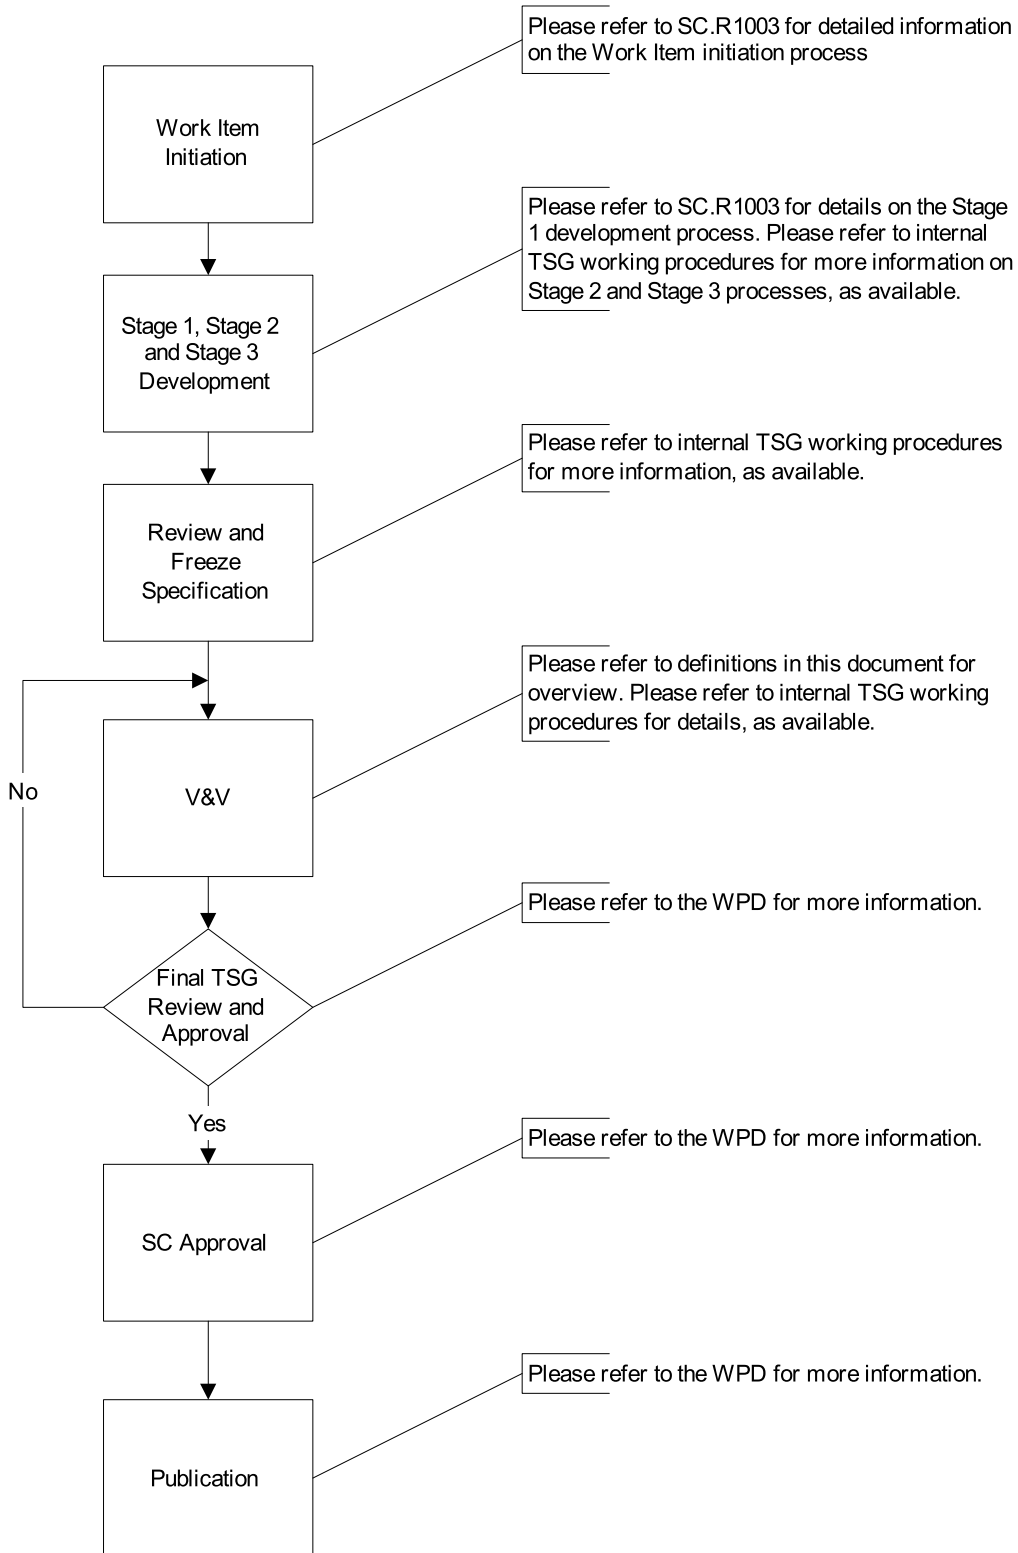 Please refer to SC.R1003 for detailed information
on the Work Item initiation process
Work Item
Initiation
Please refer to SC.R1003 for details on the Stage
1 development process. Please refer to internal
TSG working procedures for more information on
Stage 2 and Stage 3 processes, as available.
Stage 1, Stage 2
and Stage 3
Development
Please refer to internal TSG working procedures
for more information, as available.
Review and
Freeze
Specification
Please refer to definitions in this document for
overview. Please refer to internal TSG working
procedures for details, as available.
No
V&V
Please refer to the WPD for more information.
Final TSG
Review and
Approval
Yes
Please refer to the WPD for more information.
SC Approval
Please refer to the WPD for more information.
Publication